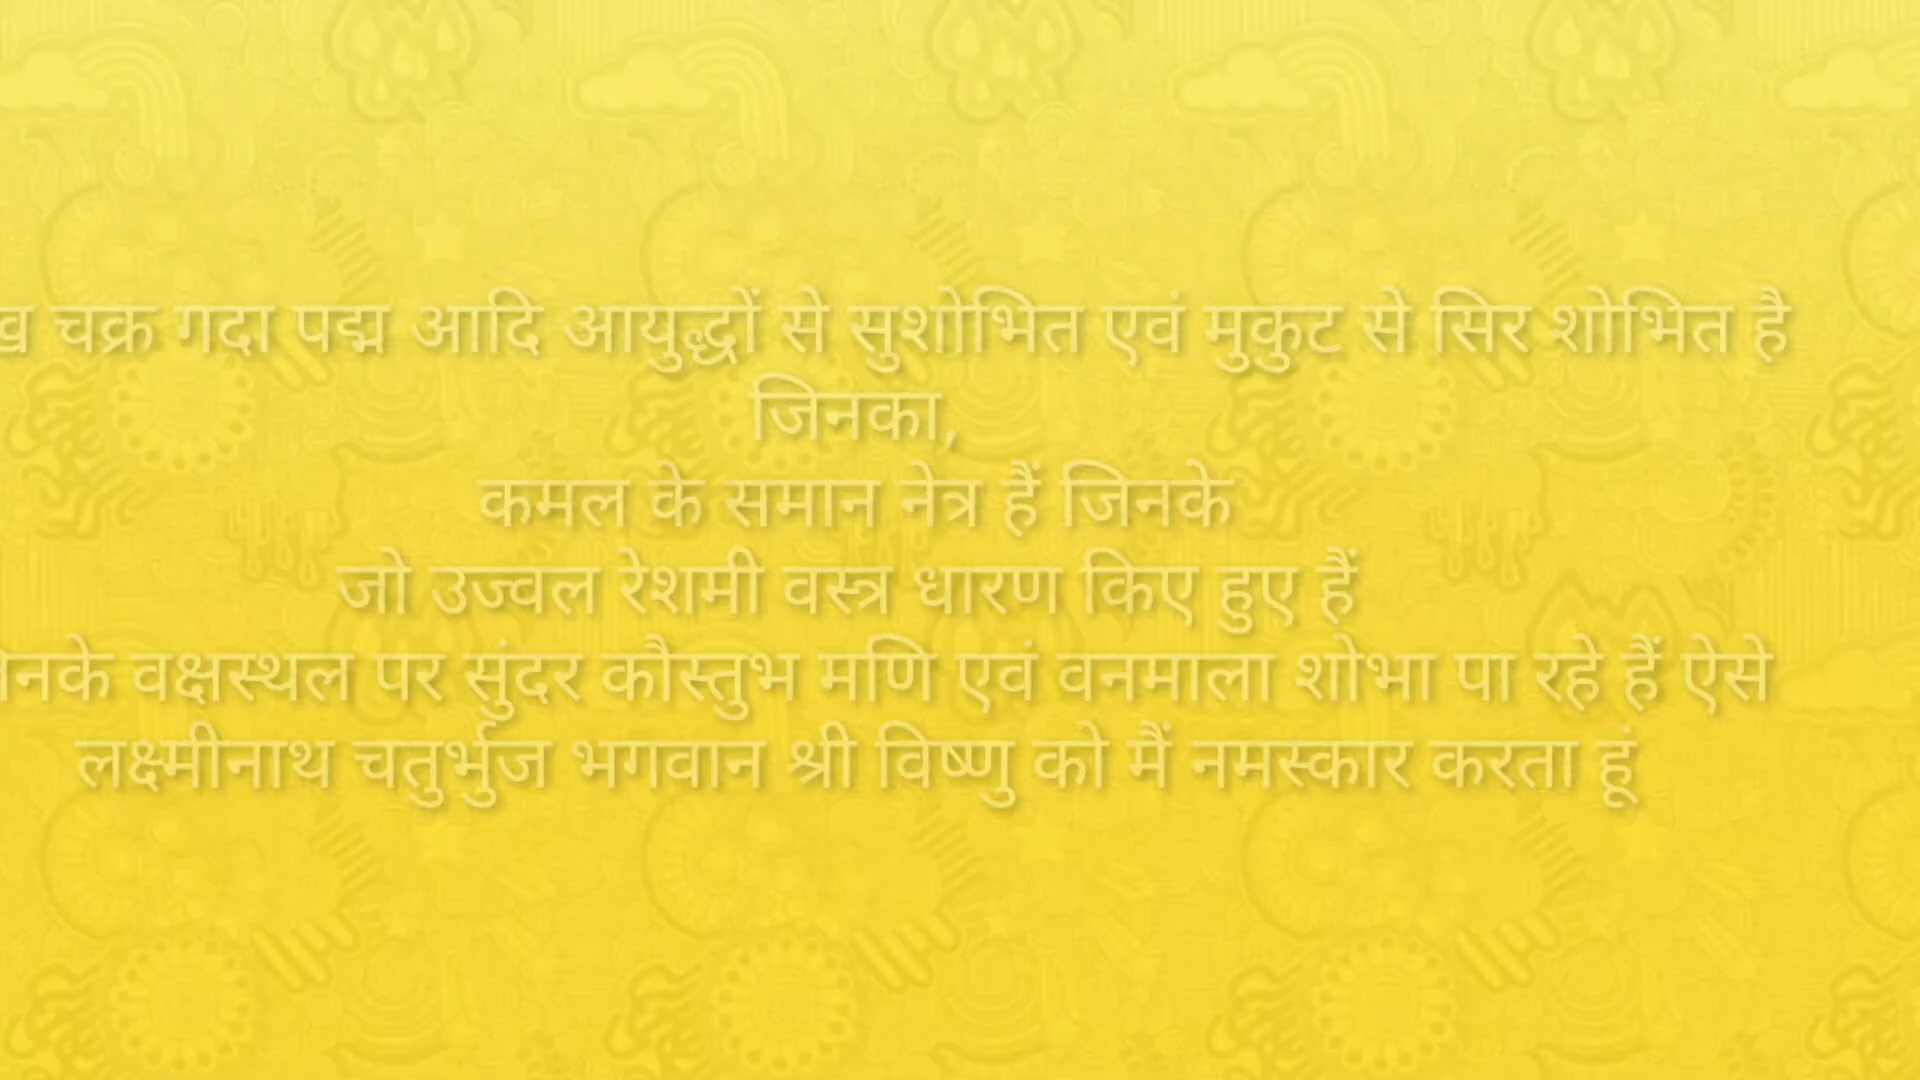 चक्र गदा पद्म आदि आयुद्धों से सुशोभित एवं मुकुट से सिर शोभित है
जिनका,
कमल के समान नेत्र हैं जिनके
जो उज्वल रेशमी वस्त्र धारण किए हुए हैं
वक्षस्थल पर सुंदर कौस्तुभ मणि एवं वनमाला शोभा पा रहे हैं ऐसे
लक्ष्मीनाथ चतुर्भुज भगवान श्री विष्णु को मैं नमस्कार करता हूं